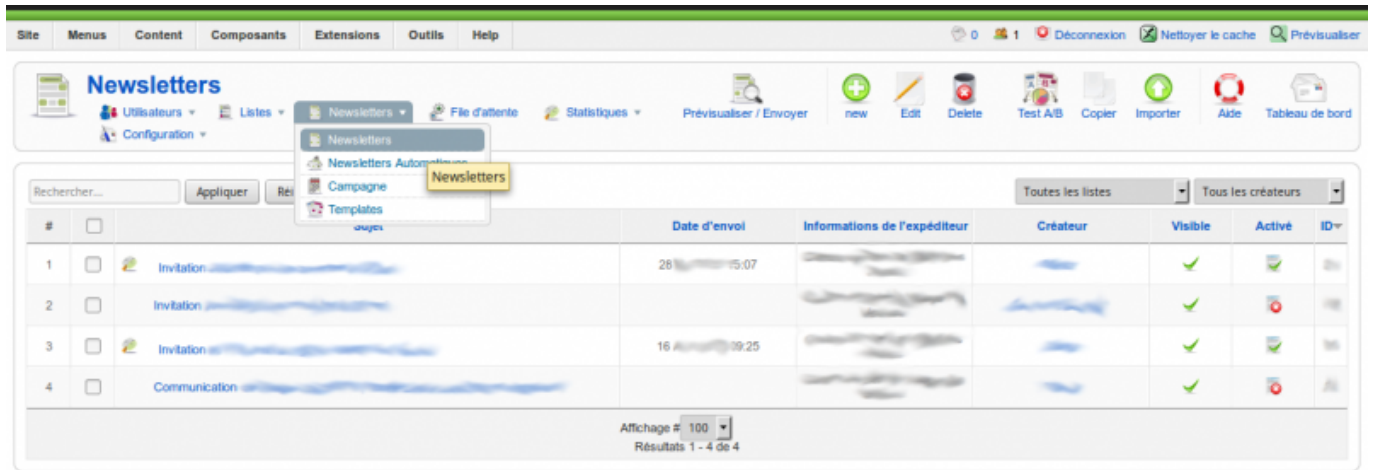 Site Menus Content Composants Extensions Outils Help 0 1 Déconnexion Nettoyer le cache Prévisualiser
Newsletters
Utilisateurs Listes Newsletters File d'attente Statistiques Prévisualiser / Envoyer new Edit Delete Test A/B Copier Importer Aide Tableau de bord
Configuration
Newsletters
Newsletters
Campagne
Templates
Newsletters
Rechercher... Appliquer Toutes les listes Tous les créateurs
# Sujet Date d'envoi Informations de l'expéditeur Créateur Visible Activé ID
1 Invitation 28 15:07
2 Invitation
3 Invitation 16 09:25
4 Communication
Affichage # 100
Résultats 1 - 4 de 4